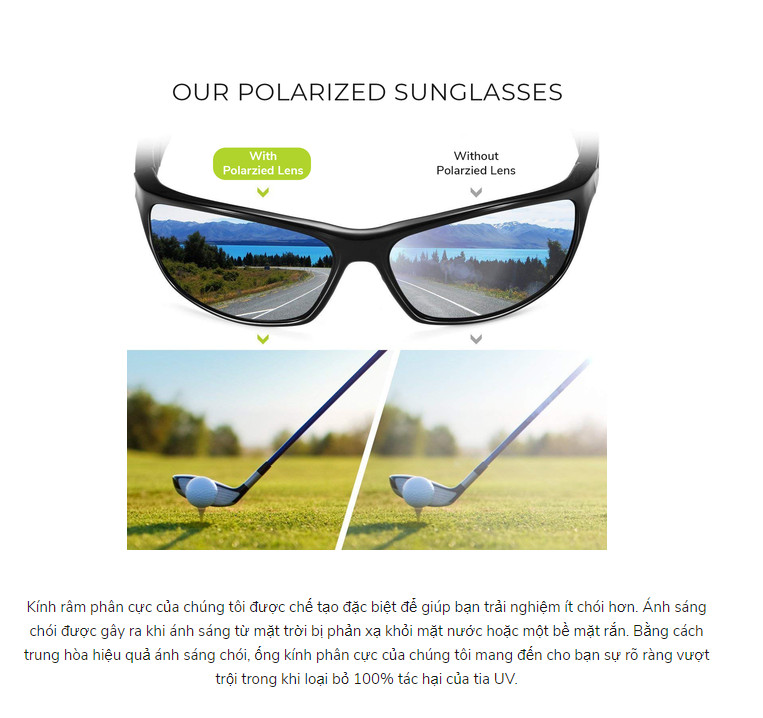 OUR POLARIZED SUNGLASSES
With
Polarzied Lens
Without
Polarzied Lens
Kính râm phân cực của chúng tôi được chế tạo đặc biệt để giúp bạn trải nghiệm ít chói hơn. Ánh sáng
chói được gây ra khi ánh sáng từ mặt trời bị phản xạ khỏi mặt nước hoặc một bề mặt rắn. Bằng cách
trung hòa hiệu quả ánh sáng chói, ống kính phân cực của chúng tôi mang đến cho bạn sự rõ ràng vượt
trội trong khi loại bỏ 100% tác hại của tia UV.